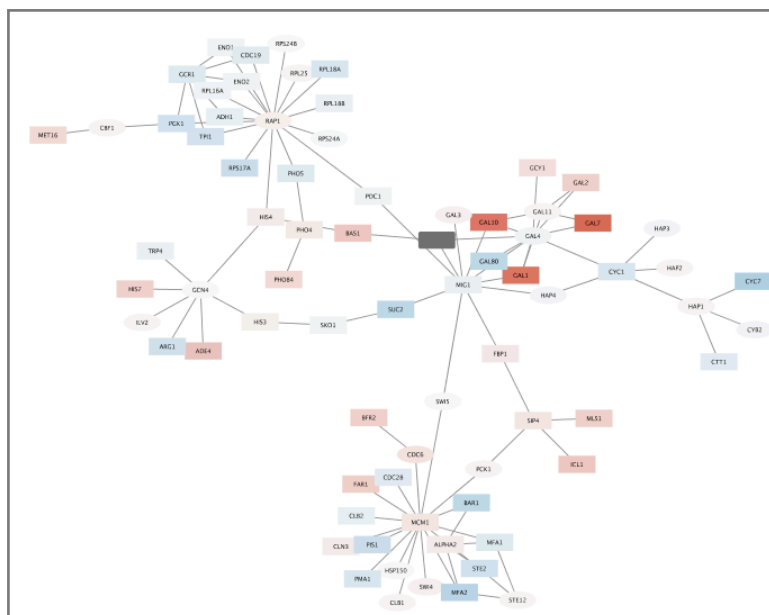 RPS24B
ENO1
CDC19
RPL25
GCR1
RPL18A
ENO2
RPL16A
RPL18B
ADH1
RAP1
CBF1
PGK1
MET16
TPI1
RPS24A
RPS17A
PHO5
PDC1
HIS4
PHO4
BAS1
GCY1
GAL2
GAL3
GAL10
GAL11
GAL7
GAL4
GAL80
GAL1
HAP3
CYC1
HAP2
MIG1
HAP4
CYC7
HAP1
CYB2
CTT1
TRP4
PHO84
HIS7
GCN4
ILV2
HIS3
SKO1
SUC2
ARG1
ADE4
FBP1
SWI5
BFR2
SIP4
MLS1
CDC6
ICL1
PCK1
FAR1
CDC28
BAR1
CLB2
MCM1
CLN3
FIS1
ALPHA2
MFA1
PMA1
HSP150
STE2
SWI4
MFA2
CLB1
STE12